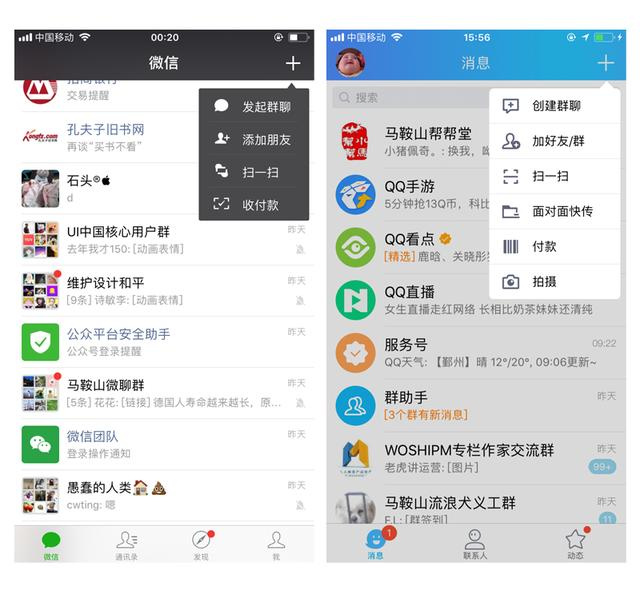 中国移动
00:20
微信
招商银行
交易提醒
孔夫子旧书网
再谈“买书不看”
石头®
d
UI中国核心用户群
昨天
去年我才150: [动画表情]
维护设计和平
昨天
[9条] 诗敏李: [动画表情]
公众平台安全助手
昨天
公众号登录提醒
马鞍山微聊群
昨天
[5条] 花花: [链接] 德国人寿命越来越长，原...
微信团队
昨天
登录操作通知
愚蠢的人类
昨天
cwting: 嗯
发起群聊
添加朋友
扫一扫
收付款
微信
通讯录
发现
我
中国移动
15:56
消息
搜索
马鞍山帮帮堂
小猪佩奇。: 换我，
QQ手游
5分钟抢13Q币，科比
QQ看点
[精选] 鹿晗、关晓彤
QQ直播
女生直播走红网络 长相比奶茶妹妹还清纯
服务号
09:22
QQ天气: 【鄞州】晴 12°/20°, 09:06更新~
群助手
昨天
[3个群有新消息]
WOSHIPM专栏作家交流群
昨天
老虎讲运营: [图片]
99+
马鞍山流浪犬义工群
昨天
F.L: [群签到]
11
创建群聊
加好友/群
扫一扫
面对面快传
付款
拍摄
消息
1
联系人
动态